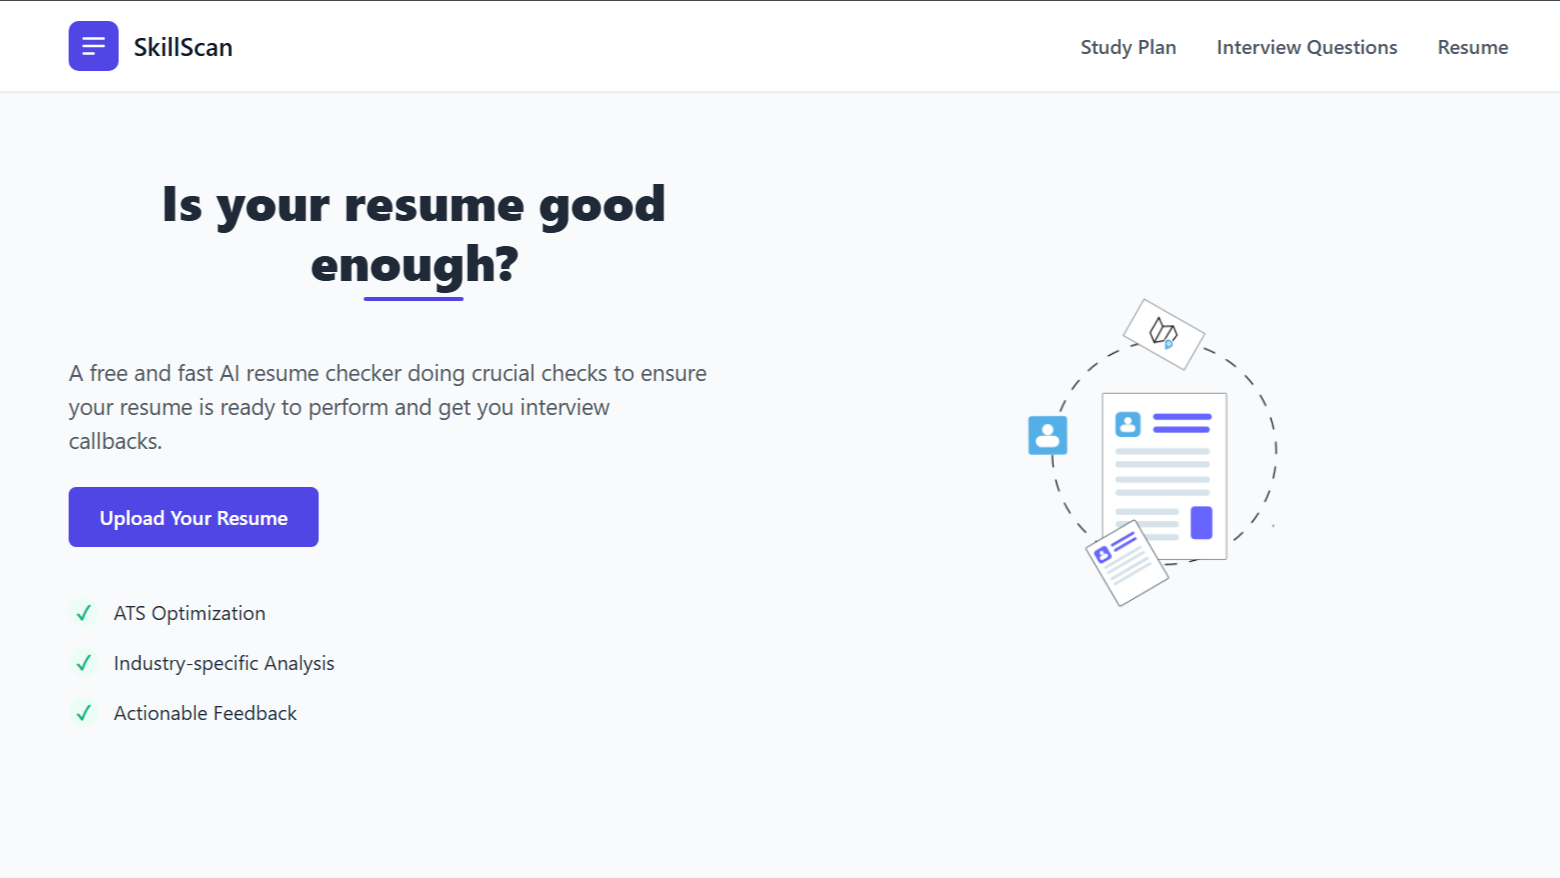 SkillScan
Study Plan
Interview Questions
Resume
Is your resume good
enough?
A free and fast AI resume checker doing crucial checks to ensure
your resume is ready to perform and get you interview
callbacks.
Upload Your Resume
ATS Optimization
Industry-specific Analysis
Actionable Feedback